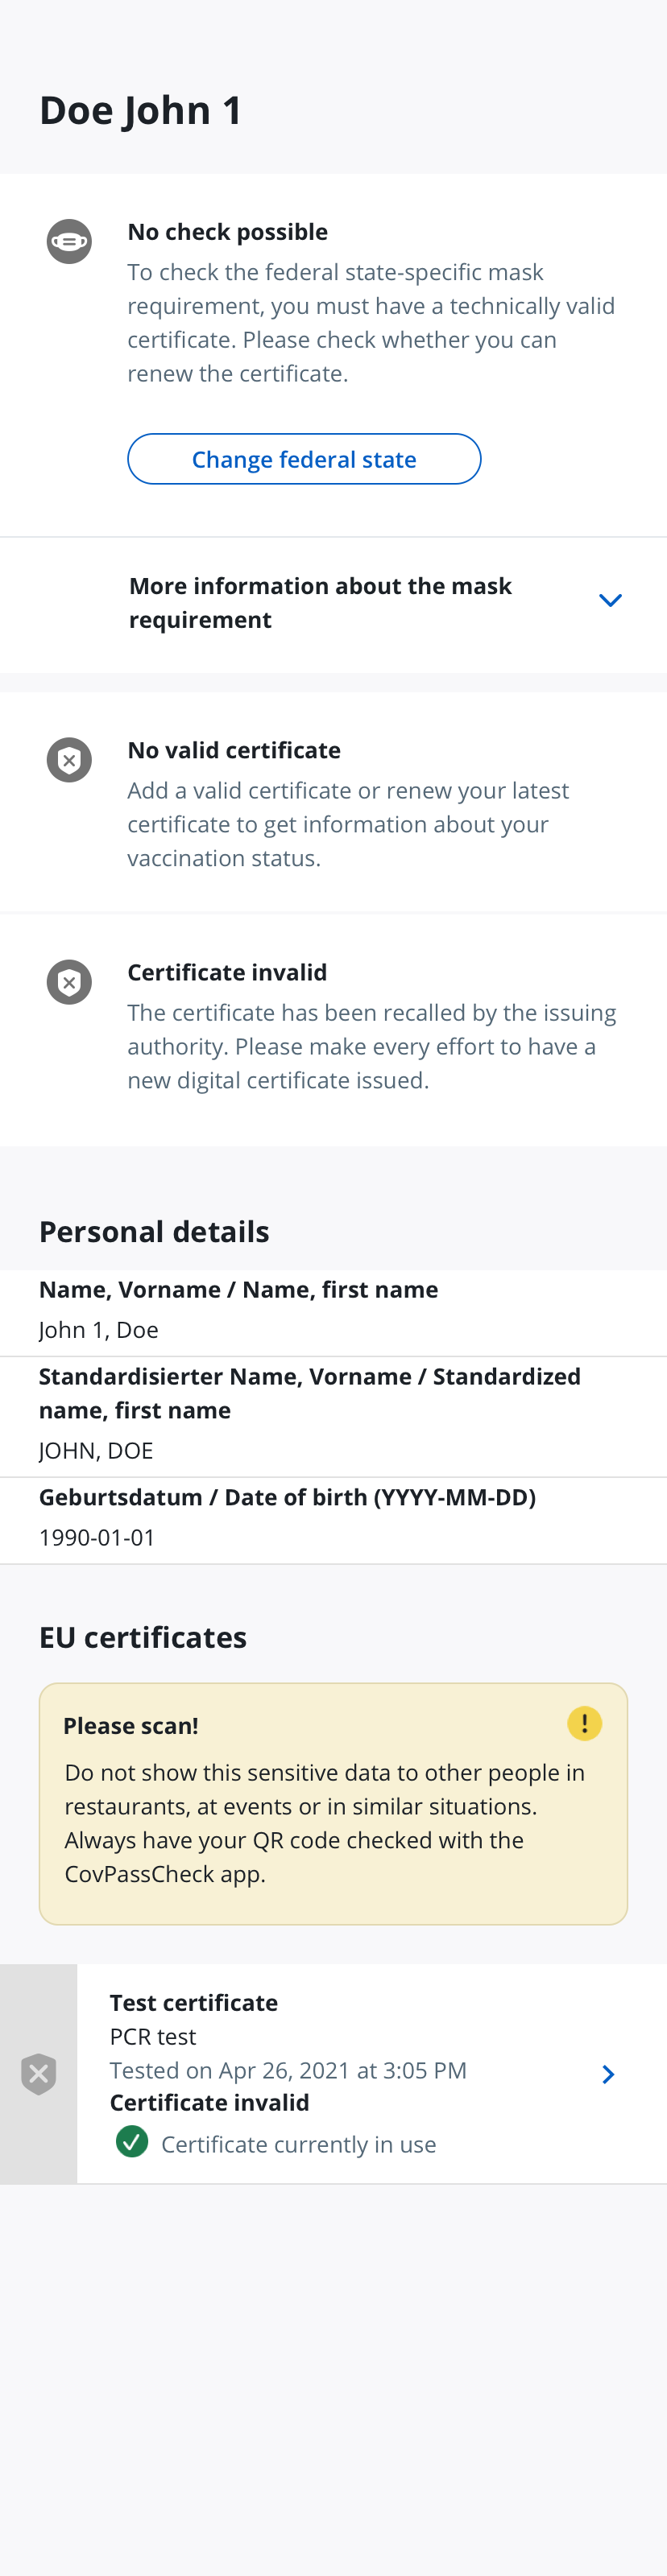 Doe John 1
No check possible
To check the federal state-specific mask
requirement, you must have a technically valid
certificate. Please check whether you can
renew the certificate.
Change federal state
More information about the mask
requirement
No valid certificate
Add a valid certificate or renew your latest
certificate to get information about your
vaccination status.
Certificate invalid
The certificate has been recalled by the issuing
authority. Please make every effort to have a
new digital certificate issued.
Personal details
Name, Vorname / Name, first name
John 1, Doe
Standardisierter Name, Vorname / Standardized
name, first name
JOHN, DOE
Geburtsdatum / Date of birth (YYYY-MM-DD)
1990-01-01
EU certificates
Please scan!
Do not show this sensitive data to other people in
restaurants, at events or in similar situations.
Always have your QR code checked with the
CovPassCheck app.
Test certificate
PCR test
Tested on Apr 26, 2021 at 3:05 PM
Certificate invalid
Certificate currently in use